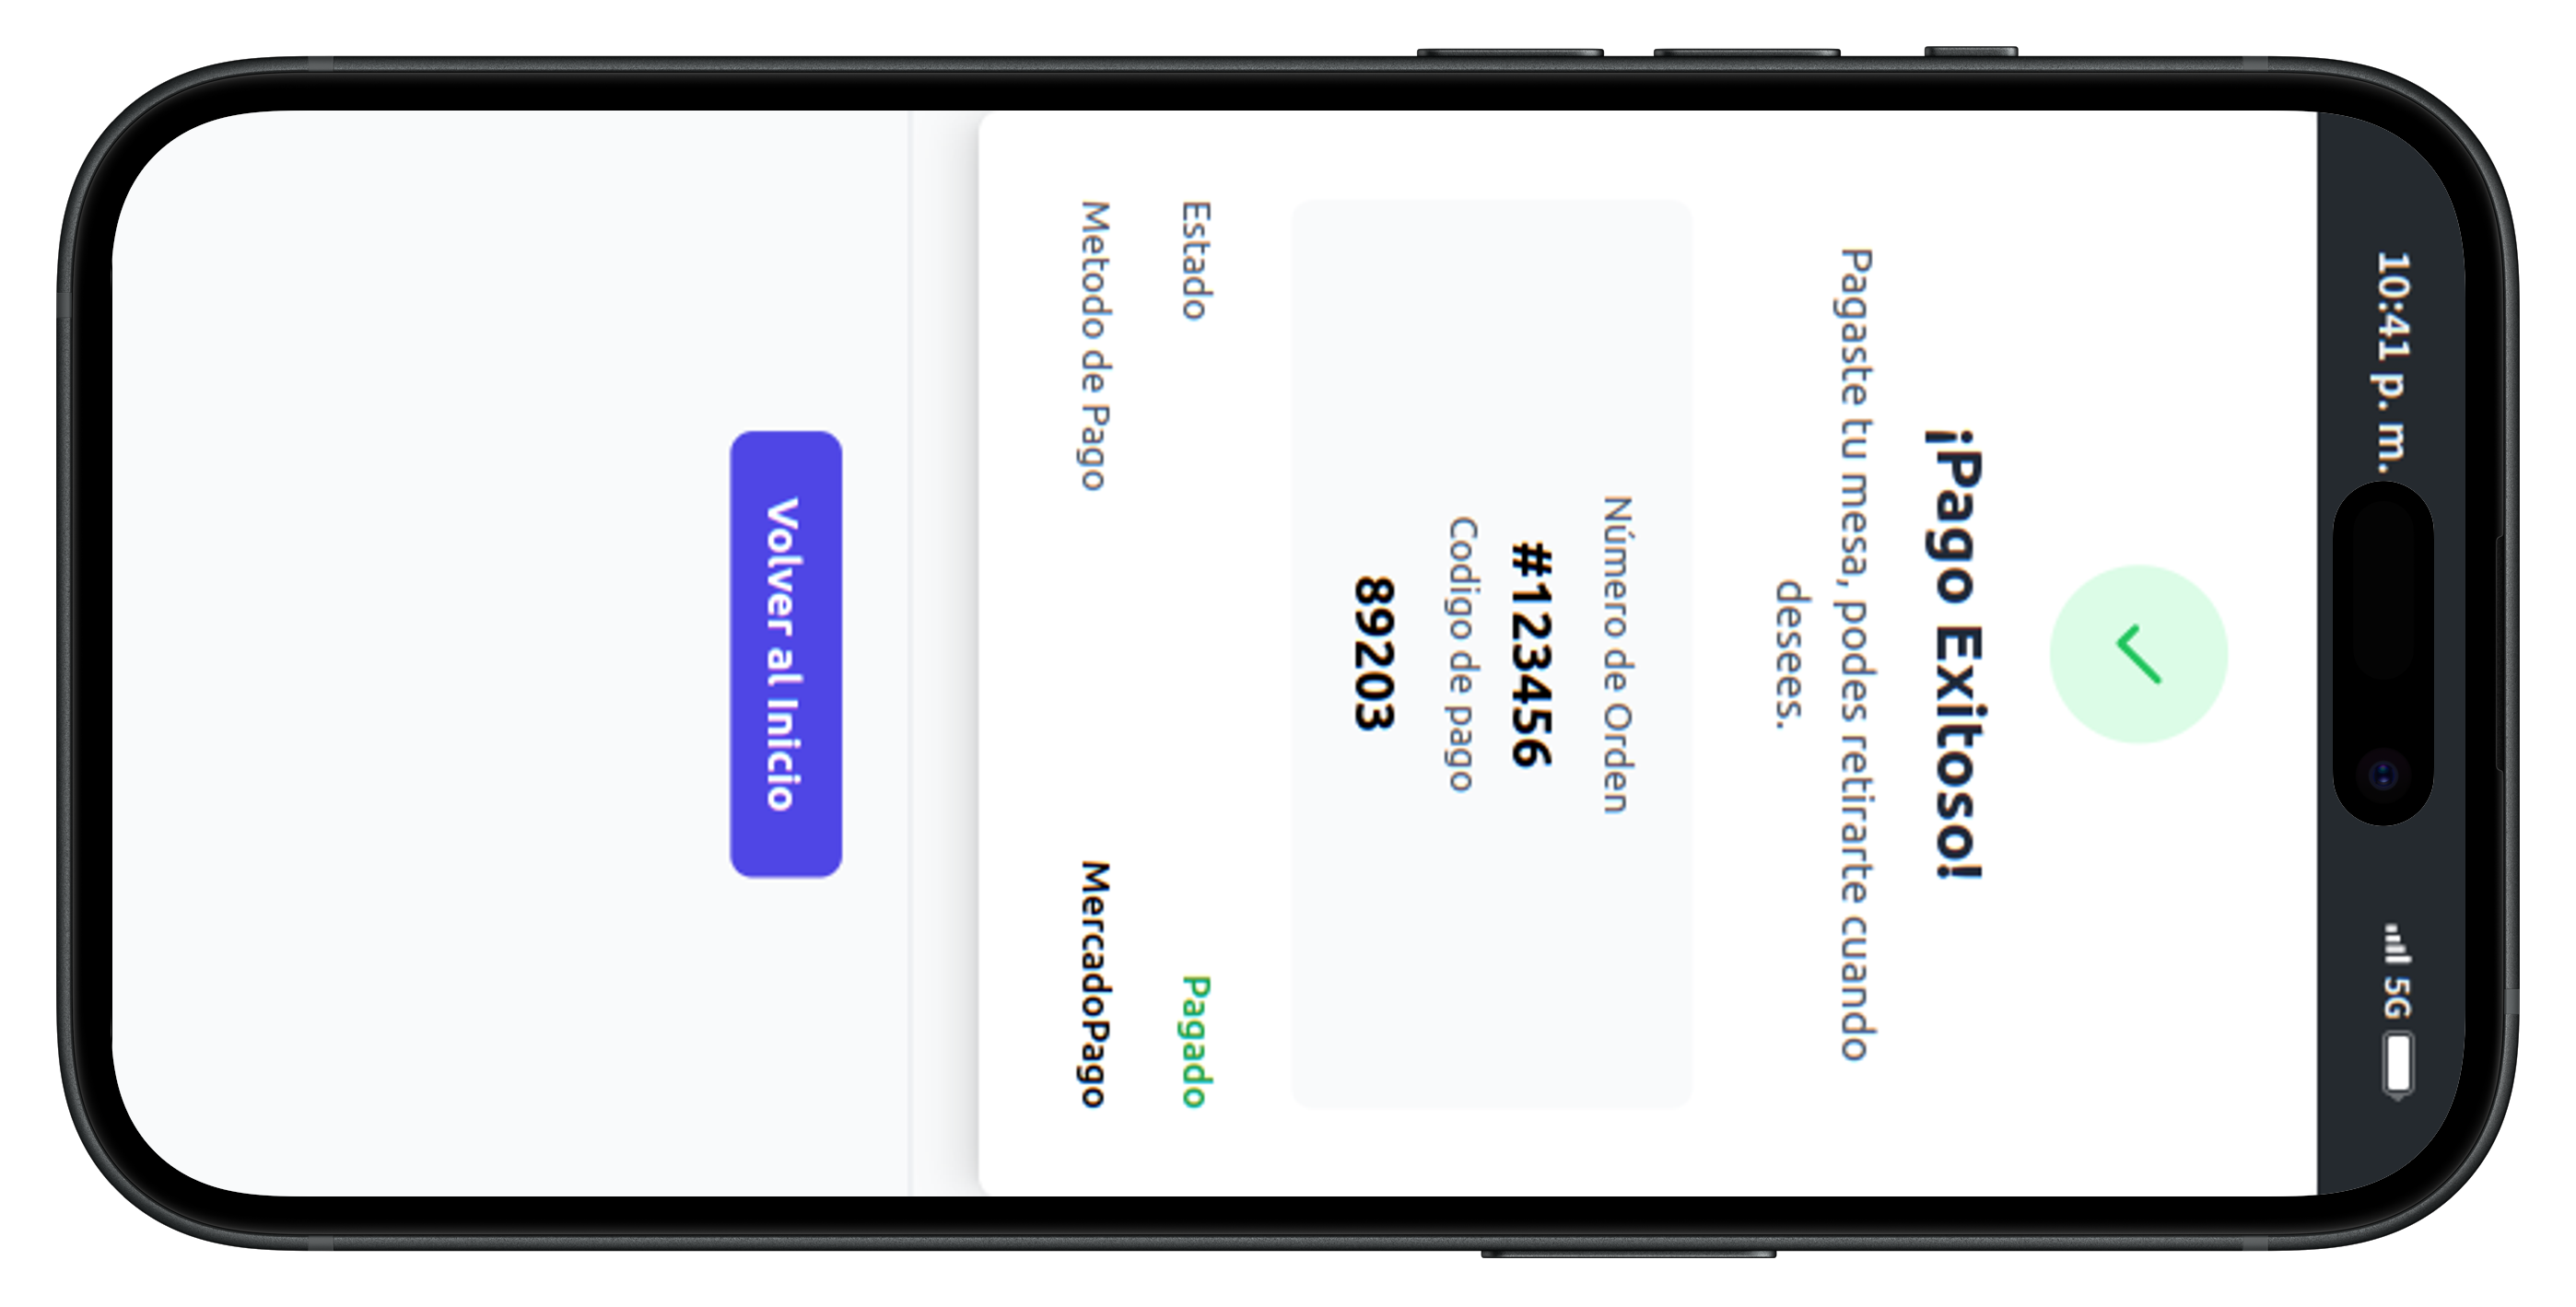 10:41 p. m.
5G
¡Pago Exitoso!
Pagaste tu mesa, podes retirarte cuando
desees.
Número de Orden
#123456
Codigo de pago
89203
Estado Pagado
Metodo de Pago MercadoPago
Volver al Inicio